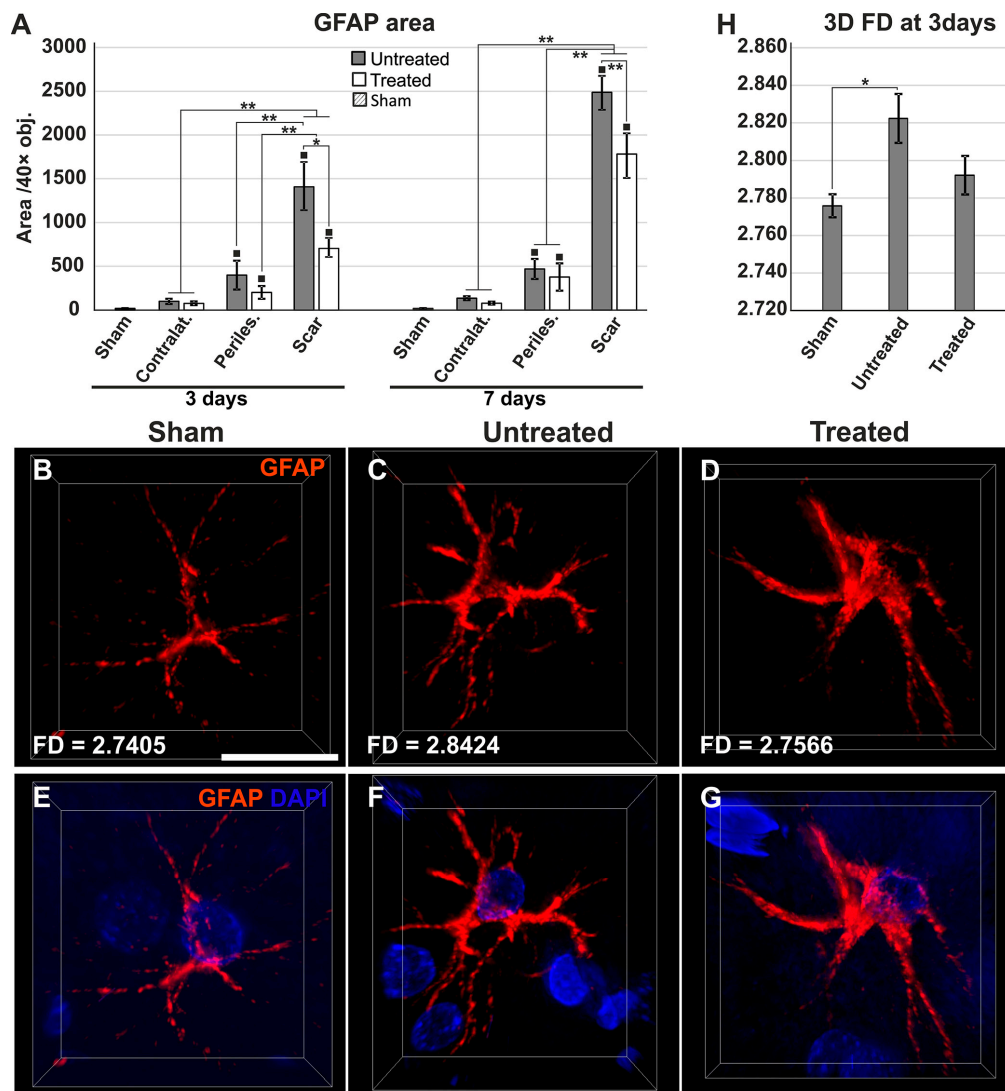 A GFAP area
3000
2500
2000
1500
1000
500
0
Area /40× obj.
Untreated
Treated
Sham
**
**
**
*
**
**
**
Sham
Contralat.
Periles.
Scar
Sham
Contralat.
Periles.
Scar
3 days
7 days
H 3D FD at 3days
2.860
2.840
2.820
2.800
2.780
2.760
2.740
2.720
*
Sham
Untreated
Treated
Sham Untreated Treated
B GFAP C D
FD = 2.7405 FD = 2.8424 FD = 2.7566
E GFAP DAPI F G